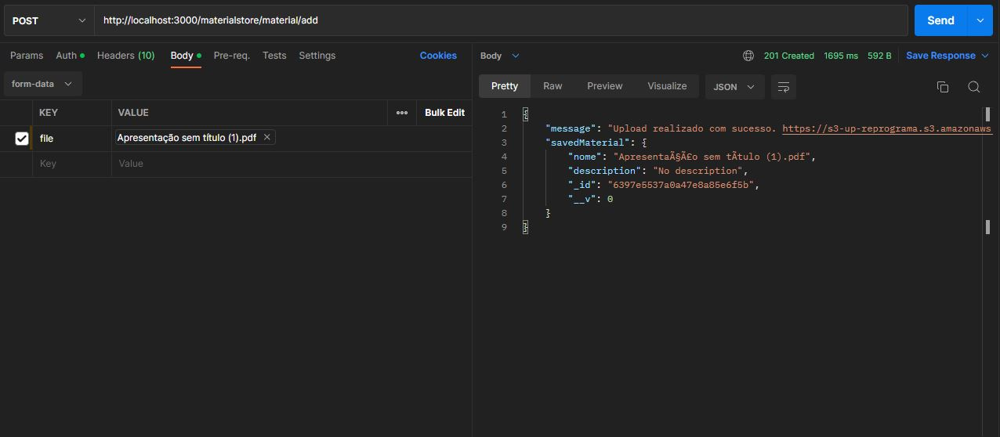 POST http://localhost:3000/materialstore/material/add Send
Params Auth Headers (10) Body Pre-req. Tests Settings Cookies
form-data
KEY VALUE ••• Bulk Edit
file Apresentação sem título (1).pdf ×
Key Value
Body 201 Created 1695 ms 592 B Save Response
Pretty Raw Preview Visualize JSON
1 {
2 "message": "Upload realizado com sucesso. https://s3-up-reprograma.s3.amazonaws
3 "savedMaterial": {
4 "nome": "ApresentaÃ§Ã£o sem tÃ­tulo (1).pdf",
5 "description": "No description",
6 "_id": "6397e5537a0a47e8a85e6f5b",
7 "__v": 0
8 }
9 }